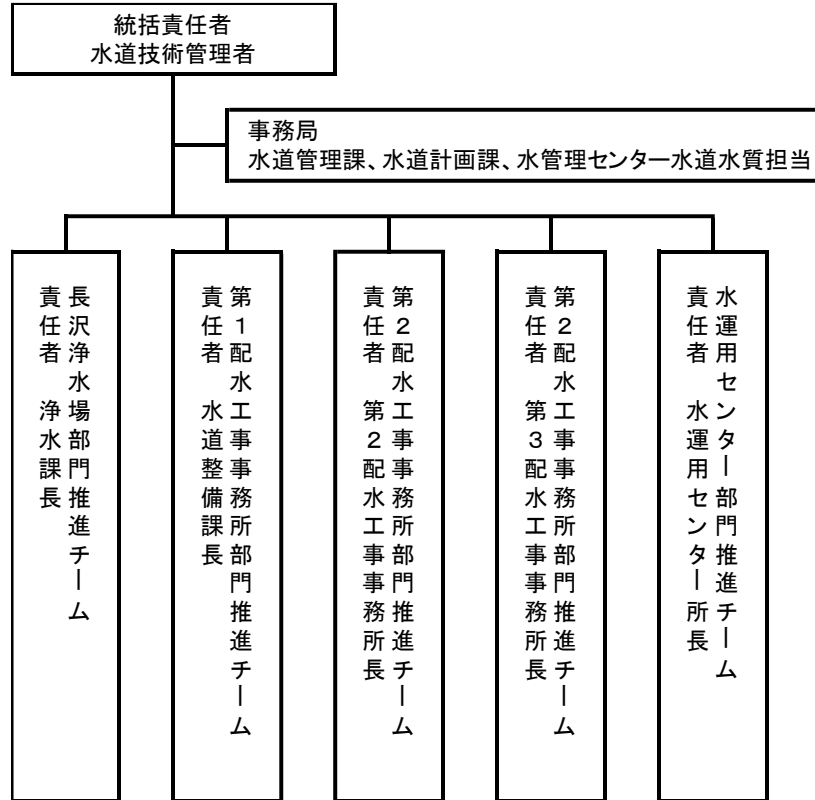 統括責任者
水道技術管理者
事務局
水道管理課、水道計画課、水管理センター水道水質担当
長沢浄水場部門推進チーム
責任者　浄水課長
第1配水工事事務所部門推進チーム
責任者　水道整備課長
第2配水工事事務所部門推進チーム
責任者　第2配水工事事務所長
第2配水工事事務所部門推進チーム
責任者　第3配水工事事務所長
水運用センター部門推進チーム
責任者　水運用センター所長